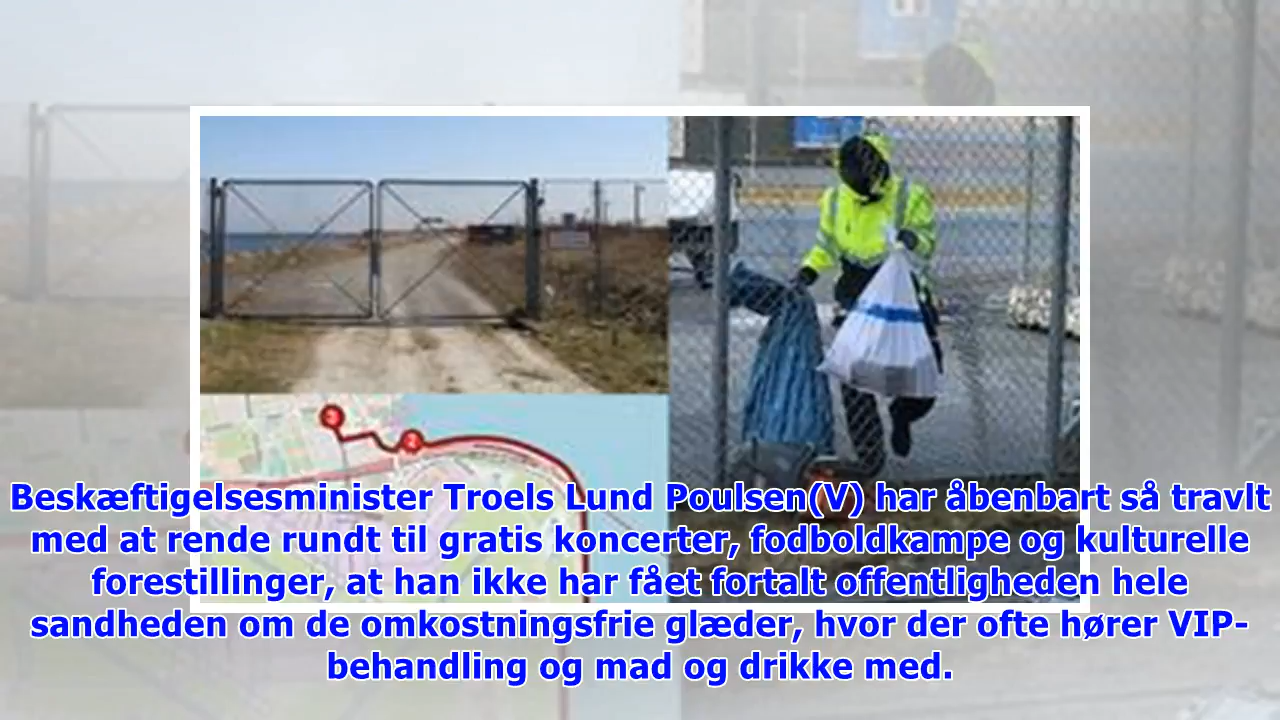 3
2
Beskæftigelsesminister Troels Lund Poulsen(V) har åbenbart så travlt
med at rende rundt til gratis koncerter, fodboldkampe og kulturelle
forestillinger, at han ikke har fået fortalt offentligheden hele
sandheden om de omkostningsfrie glæder, hvor der ofte hører VIP-
behandling og mad og drikke med.